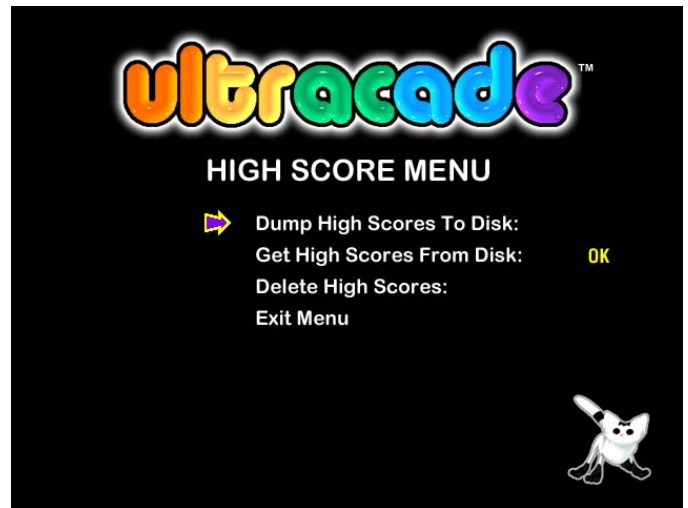 ultracade™
HIGH SCORE MENU
Dump High Scores To Disk:
Get High Scores From Disk: OK
Delete High Scores:
Exit Menu